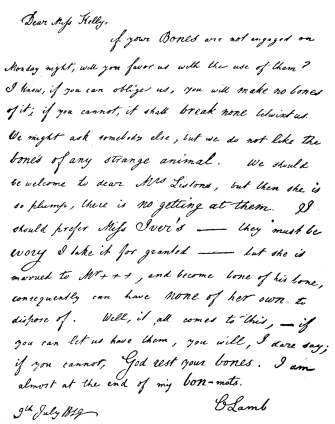 Dear Miss Kelly,
if your Bones are not engaged on
Monday night, will you favor us with the use of them?
I know, if you can oblige us, you will make no bones
of it; if you cannot, it shall break none betwixt us.
We might ask somebody else, but we do not like the
bones of any strange animal. We should
be welcome to dear Mrs Listons, but then she is
so plump, there is no getting at them. I
should prefer Miss Iver's — they must be
ivory I take it for granted — but she is
married to Mr + + +, and become bone of his bone,
consequently can have none of her own to
dispose of. Well, it all comes to this, — if
you can let us have them, you will, I dare say;
if you cannot, God rest your bones. I am
almost at the end of my bon-mots.
C Lamb
9th July 1819